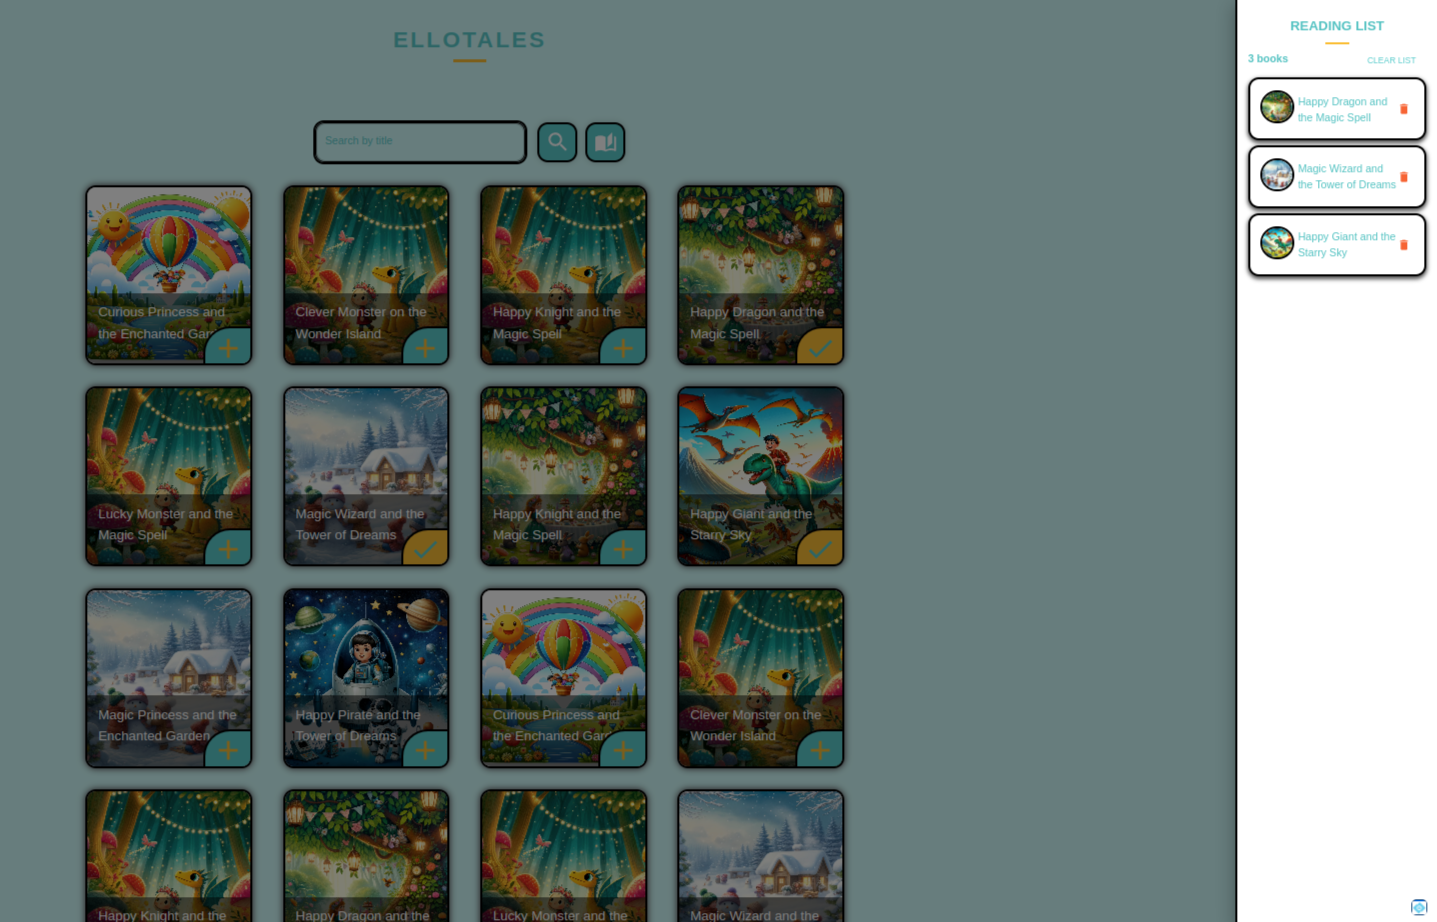 ELLOTALES
Search by title
Curious Princess and
the Enchanted Gar
Clever Monster on the
Wonder Island
Happy Knight and the
Magic Spell
Happy Dragon and the
Magic Spell
Lucky Monster and the
Magic Spell
Magic Wizard and the
Tower of Dreams
Happy Knight and the
Magic Spell
Happy Giant and the
Starry Sky
Magic Princess and the
Enchanted Garden
Happy Pirate and the
Tower of Dreams
Curious Princess and
the Enchanted Gar
Clever Monster on the
Wonder Island
Happy Knight and the
Happy Dragon and the
Lucky Monster and the
Magic Wizard and the
READING LIST
3 books
CLEAR LIST
Happy Dragon and
the Magic Spell
Magic Wizard and
the Tower of Dreams
Happy Giant and the
Starry Sky